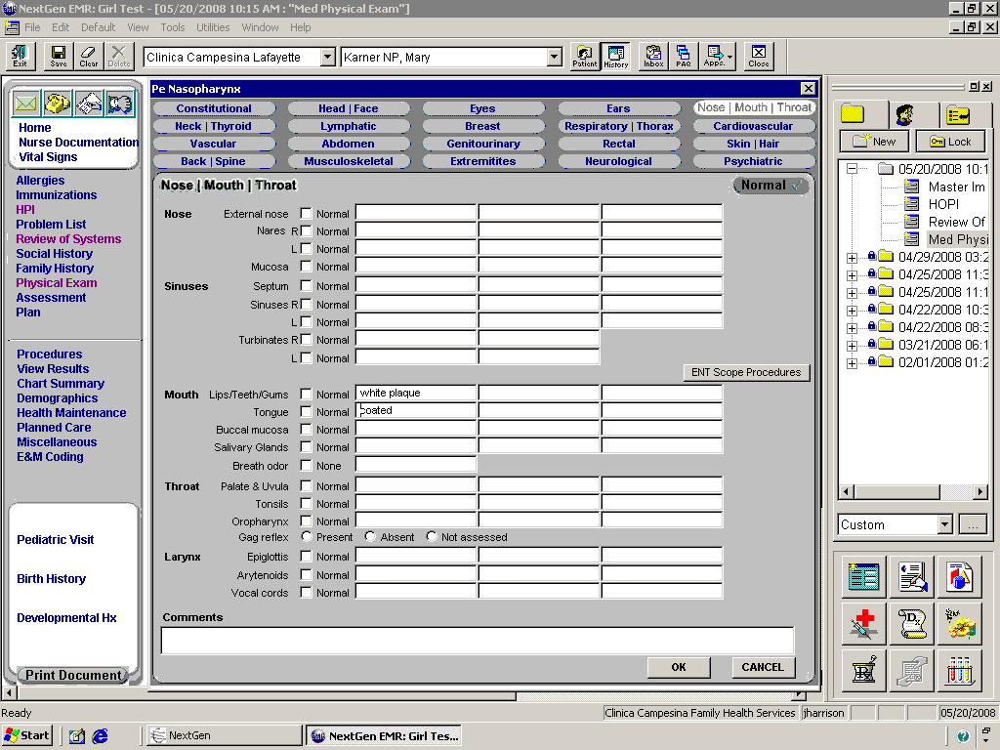 NextGen EMR: Girl Test - [05/20/2008 10:15 AM : "Med Physical Exam"]
File Edit Default View Tools Utilities Window Help
Exit Save Clear Delete Clinica Campesina Lafayette Karner NP, Mary Patient History Inbox PAQ Apps. Close
Home
Nurse Documentation
Vital Signs
Allergies
Immunizations
HPI
Problem List
Review of Systems
Social History
Family History
Physical Exam
Assessment
Plan
Procedures
View Results
Chart Summary
Demographics
Health Maintenance
Planned Care
Miscellaneous
E&M Coding
Pediatric Visit
Birth History
Developmental Hx
Print Document
Pe Nasopharynx
Constitutional Head | Face Eyes Ears Nose | Mouth | Throat
Neck | Thyroid Lymphatic Breast Respiratory | Thorax Cardiovascular
Vascular Abdomen Genitourinary Rectal Skin | Hair
Back | Spine Musculoskeletal Extremitites Neurological Psychiatric
Nose | Mouth | Throat Normal
Nose External nose Normal
Nares R Normal
L Normal
Mucosa Normal
Sinuses Septum Normal
Sinuses R Normal
L Normal
Turbinates R Normal
L Normal
ENT Scope Procedures
Mouth Lips/Teeth/Gums Normal white plaque
Tongue Normal coated
Buccal mucosa Normal
Salivary Glands Normal
Breath odor None
Throat Palate & Uvula Normal
Tonsils Normal
Oropharynx Normal
Gag reflex Present Absent Not assessed
Larynx Epiglottis Normal
Arytenoids Normal
Vocal cords Normal
Comments
OK CANCEL
New Lock
05/20/2008 10:1
Master Im
HOPI
Review Of
Med Physi
04/29/2008 03:2
04/25/2008 11:3
04/25/2008 11:1
04/22/2008 10:3
04/22/2008 08:3
03/21/2008 06:1
02/01/2008 01:2
Custom ...
Ready Clinica Campesina Family Health Services jharrison 05/20/2008
Start NextGen NextGen EMR: Girl Tes...